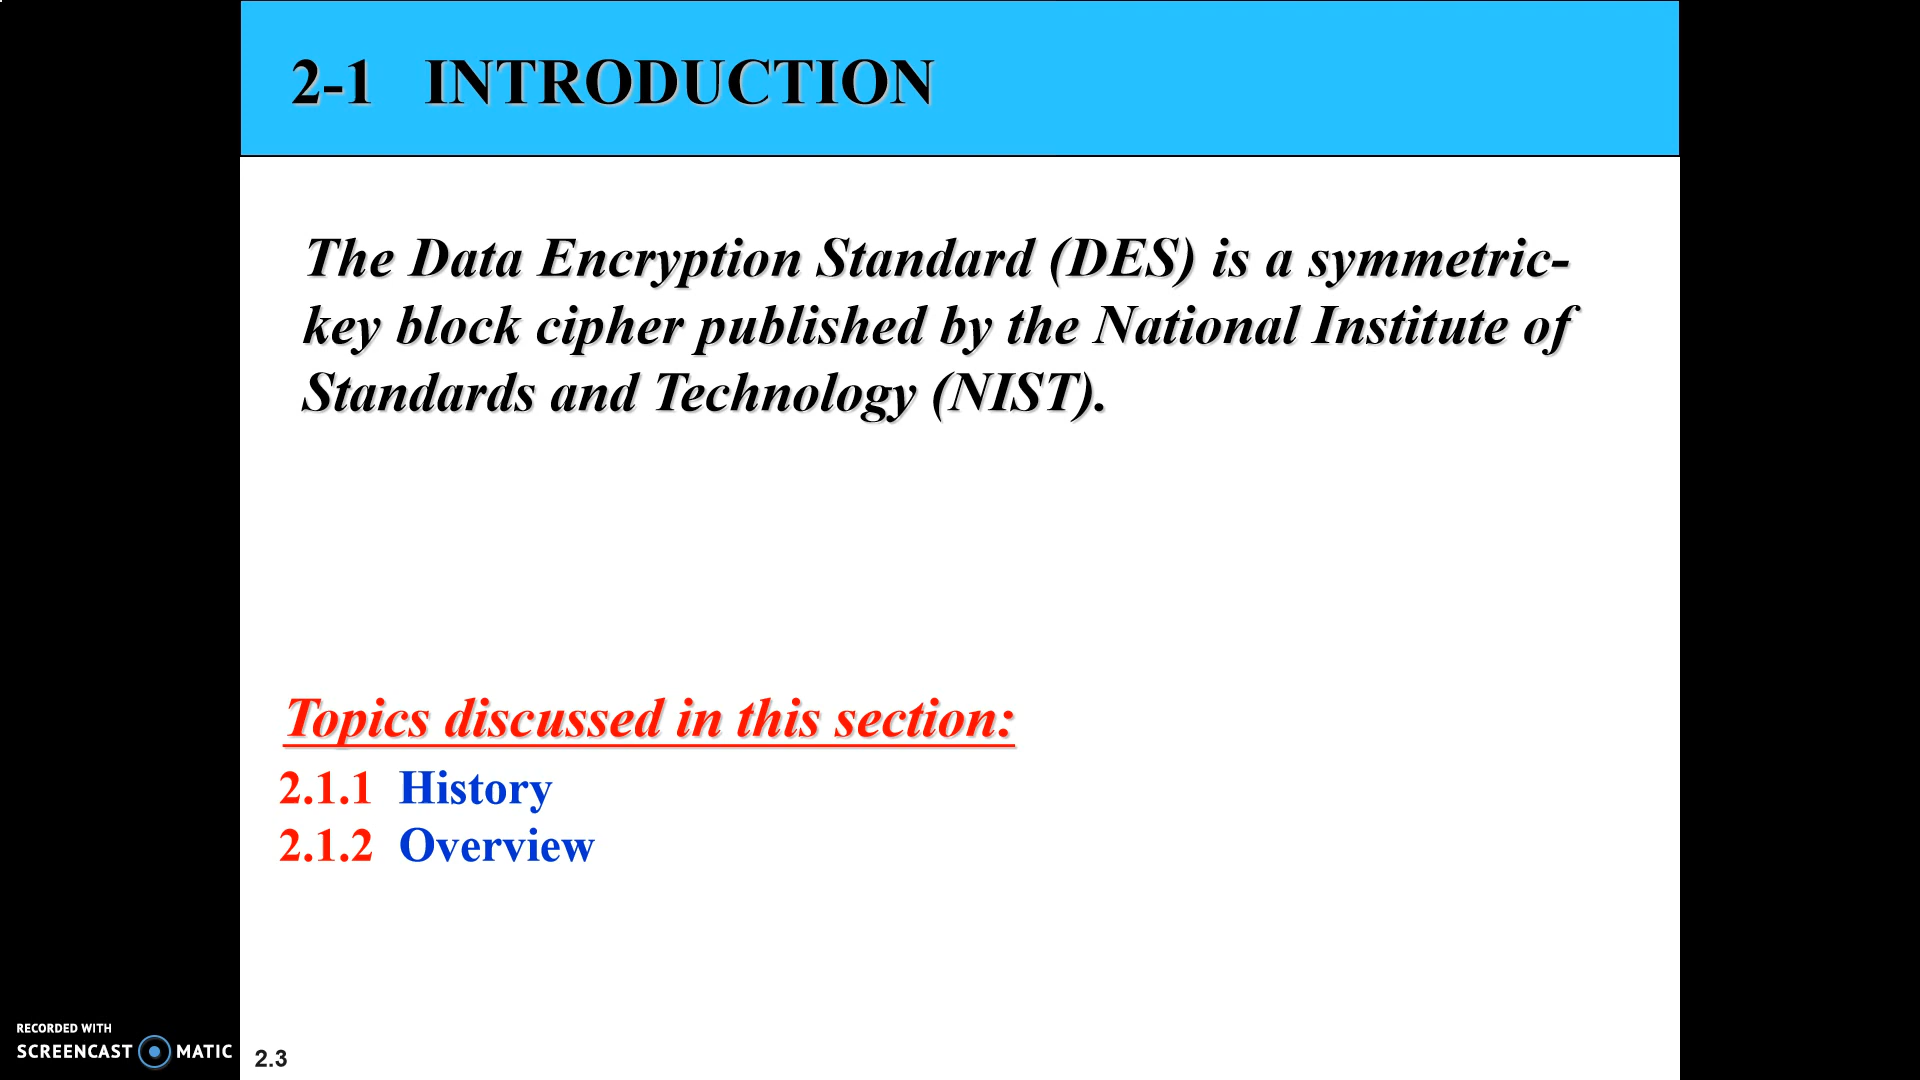 2-1 INTRODUCTION
The Data Encryption Standard (DES) is a symmetric-
key block cipher published by the National Institute of
Standards and Technology (NIST).
Topics discussed in this section:
2.1.1 History
2.1.2 Overview
RECORDED WITH
SCREENCAST MATIC
2.3